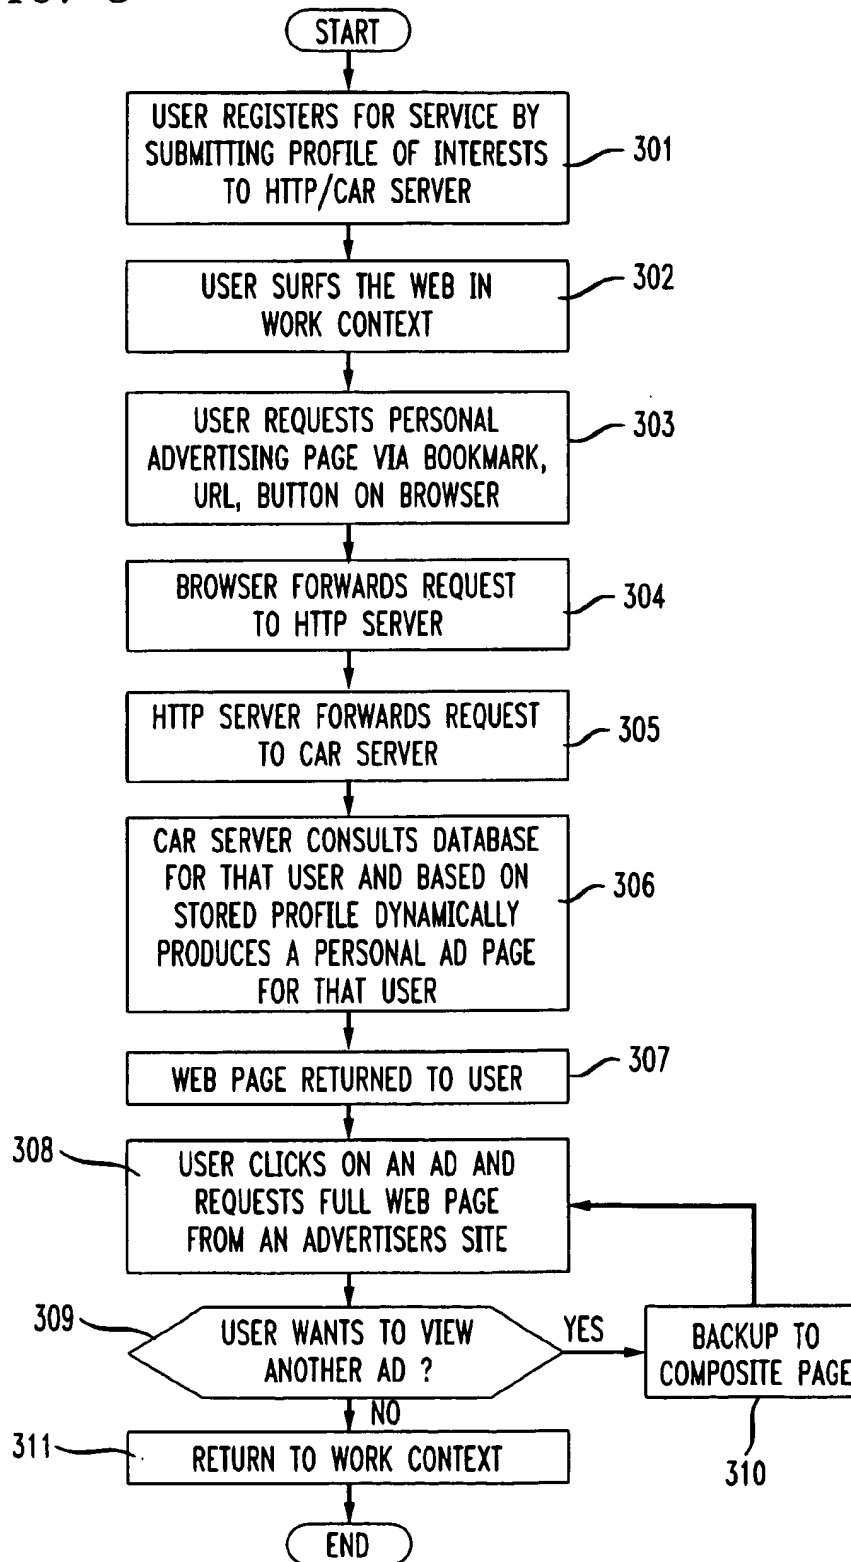 START
USER REGISTERS FOR SERVICE BY
SUBMITTING PROFILE OF INTERESTS
TO HTTP/CAR SERVER
301
USER SURFS THE WEB IN
WORK CONTEXT
302
USER REQUESTS PERSONAL
ADVERTISING PAGE VIA BOOKMARK,
URL, BUTTON ON BROWSER
303
BROWSER FORWARDS REQUEST
TO HTTP SERVER
304
HTTP SERVER FORWARDS REQUEST
TO CAR SERVER
305
CAR SERVER CONSULTS DATABASE
FOR THAT USER AND BASED ON
STORED PROFILE DYNAMICALLY
PRODUCES A PERSONAL AD PAGE
FOR THAT USER
306
WEB PAGE RETURNED TO USER
307
308
USER CLICKS ON AN AD AND
REQUESTS FULL WEB PAGE
FROM AN ADVERTISERS SITE
309
USER WANTS TO VIEW
ANOTHER AD ?
YES
BACKUP TO
COMPOSITE PAGE
310
NO
311
RETURN TO WORK CONTEXT
END